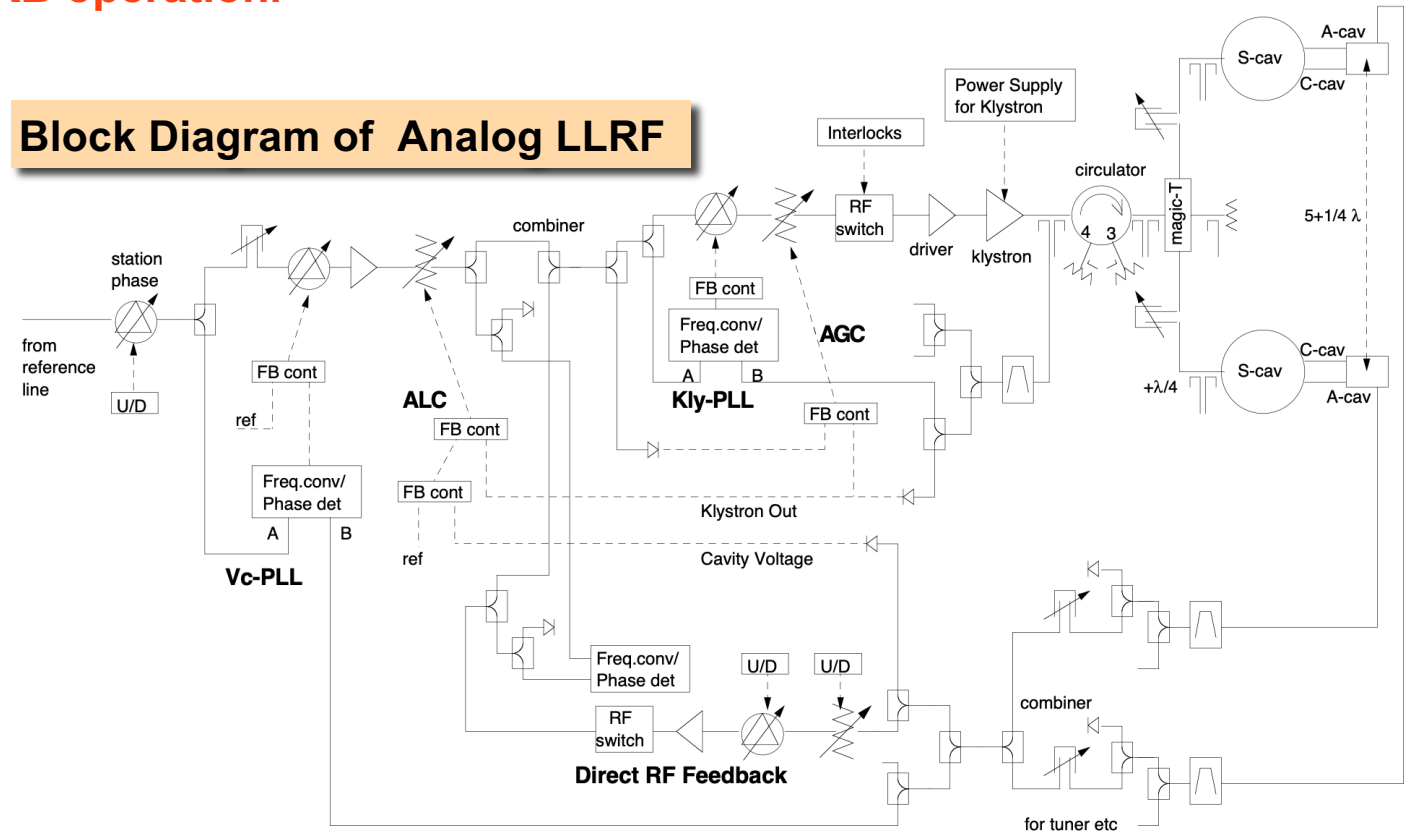 Block Diagram of Analog LLRF
A-cav
S-cav
C-cav
Power Supply
for Klystron
Interlocks
circulator
combiner
RF
switch
4 3
magic-T
5+1/4 λ
driver
klystron
station
phase
FB cont
Freq.conv/
Phase det
AGC
from
reference
line
FB cont
A
B
Kly-PLL
C-cav
S-cav
+λ/4
A-cav
U/D
ALC
ref
FB cont
FB cont
Freq.conv/
Phase det
FB cont
Klystron Out
A
B
ref
Cavity Voltage
Vc-PLL
Freq.conv/
Phase det
U/D
U/D
combiner
RF
switch
Direct RF Feedback
for tuner etc